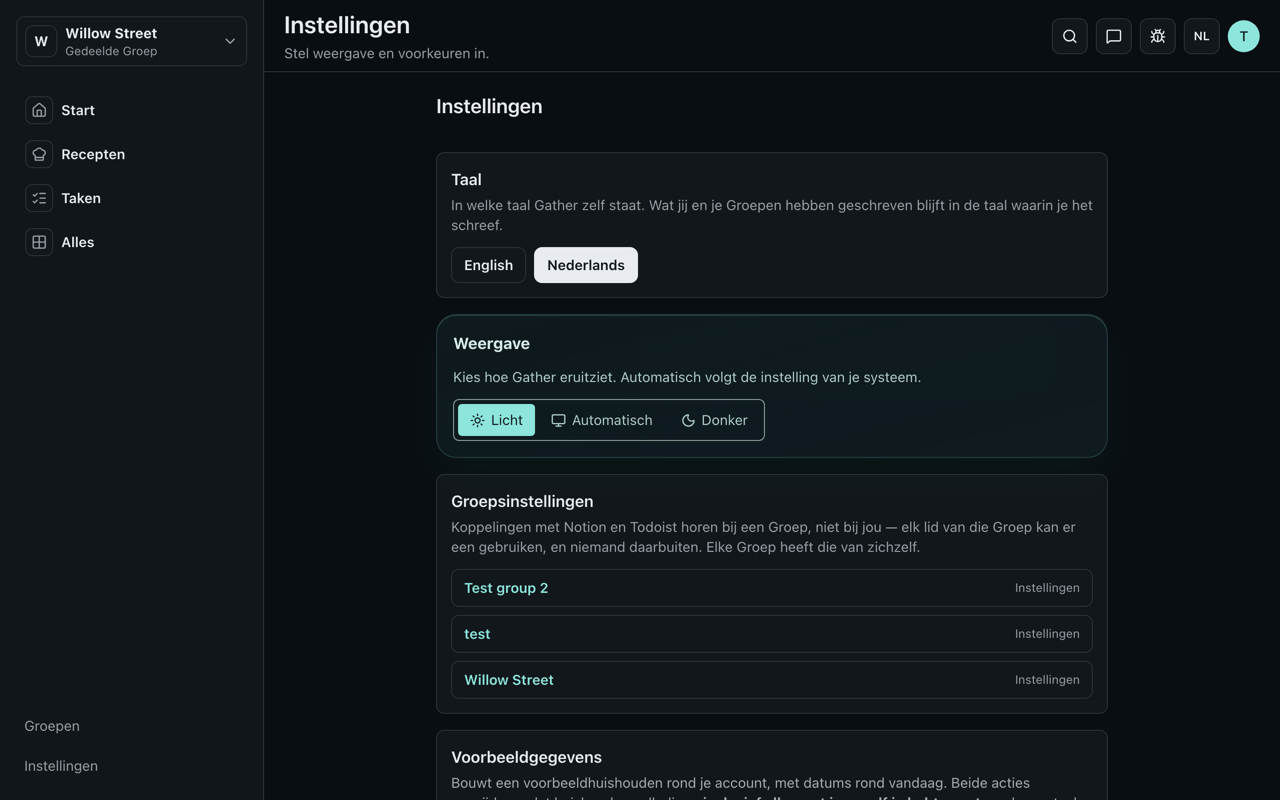 W
Willow Street
Gedeelde Groep
Start
Recepten
Taken
Alles
Groepen
Instellingen
Instellingen
Stel weergave en voorkeuren in.
NL
T
Instellingen
Taal
In welke taal Gather zelf staat. Wat jij en je Groepen hebben geschreven blijft in de taal waarin je het
schreef.
English
Nederlands
Weergave
Kies hoe Gather eruitziet. Automatisch volgt de instelling van je systeem.
Licht
Automatisch
Donker
Groepsinstellingen
Koppelingen met Notion en Todoist horen bij een Groep, niet bij jou — elk lid van die Groep kan er
een gebruiken, en niemand daarbuiten. Elke Groep heeft die van zichzelf.
Test group 2
Instellingen
test
Instellingen
Willow Street
Instellingen
Voorbeeldgegevens
Bouwt een voorbeeldhuishouden rond je account, met datums rond vandaag. Beide acties